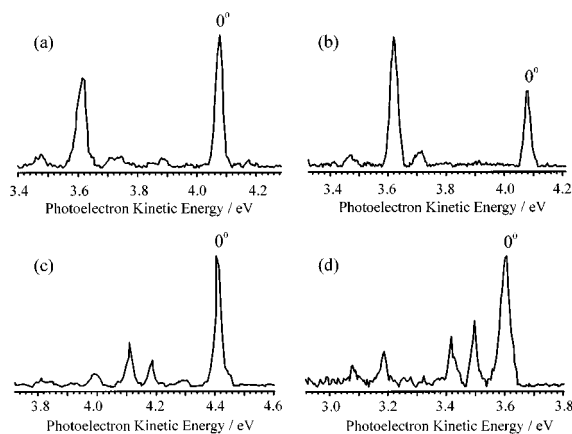 (a)
0°
3.4 3.6 3.8 4.0 4.2
Photoelectron Kinetic Energy / eV
(b)
0°
3.4 3.6 3.8 4.0 4.2
Photoelectron Kinetic Energy / eV
(c)
0°
3.8 4.0 4.2 4.4 4.6
Photoelectron Kinetic Energy / eV
(d)
0°
3.0 3.2 3.4 3.6 3.8
Photoelectron Kinetic Energy / eV